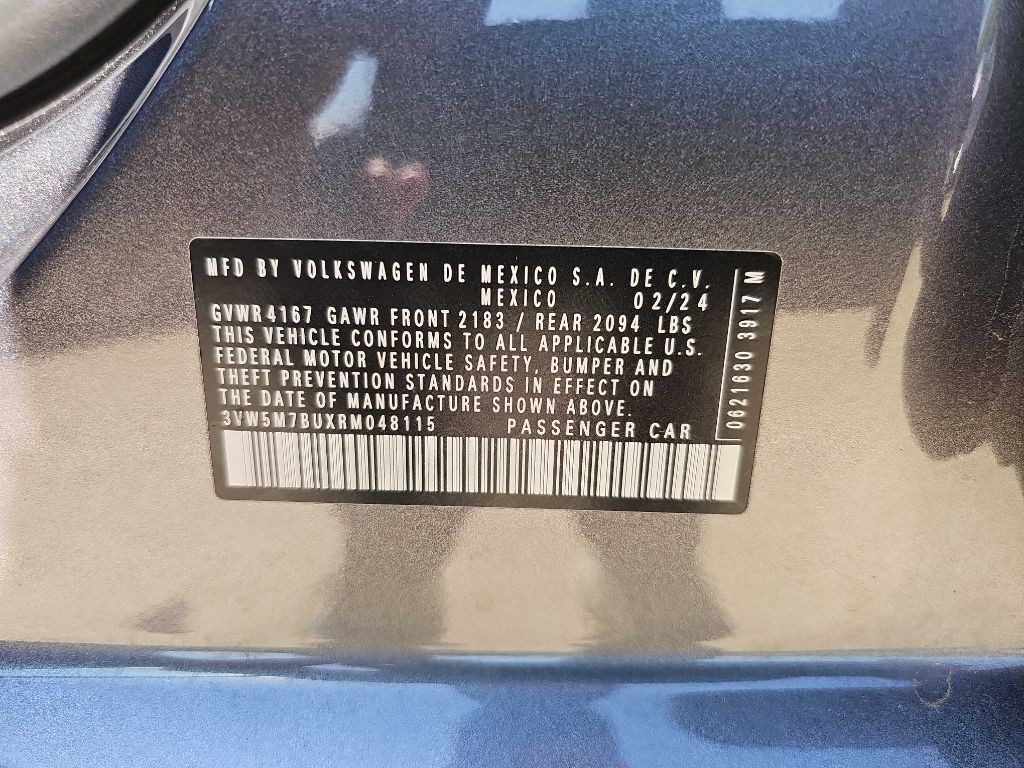 MFD BY VOLKSWAGEN DE MEXICO S.A. DE C.V.
MEXICO 02/24
GVWR 4167 GAWR FRONT 2183 / REAR 2094 LBS
THIS VEHICLE CONFORMS TO ALL APPLICABLE U.S.
FEDERAL MOTOR VEHICLE SAFETY, BUMPER AND
THEFT PREVENTION STANDARDS IN EFFECT ON
THE DATE OF MANUFACTURE SHOWN ABOVE.
3VW5M7BUXRM048115 PASSENGER CAR
0621630 3917 M